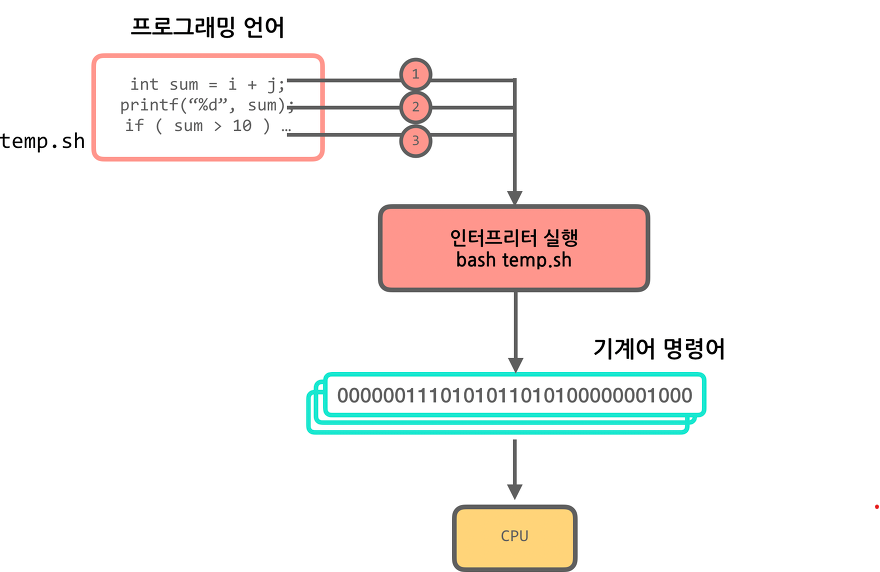 프로그래밍 언어
int sum = i + j;
printf(“%d”, sum);
if ( sum > 10 ) …
temp.sh
1
2
3
인터프리터 실행
bash temp.sh
기계어 명령어
00000011101010110101000000001000
CPU